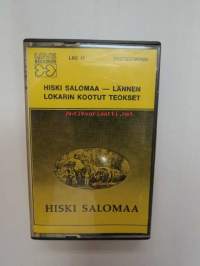 HISKI SALOMAA — LÄNNEN
LOKARIN KOOTUT TEOKSET
HISKI SALOMAA